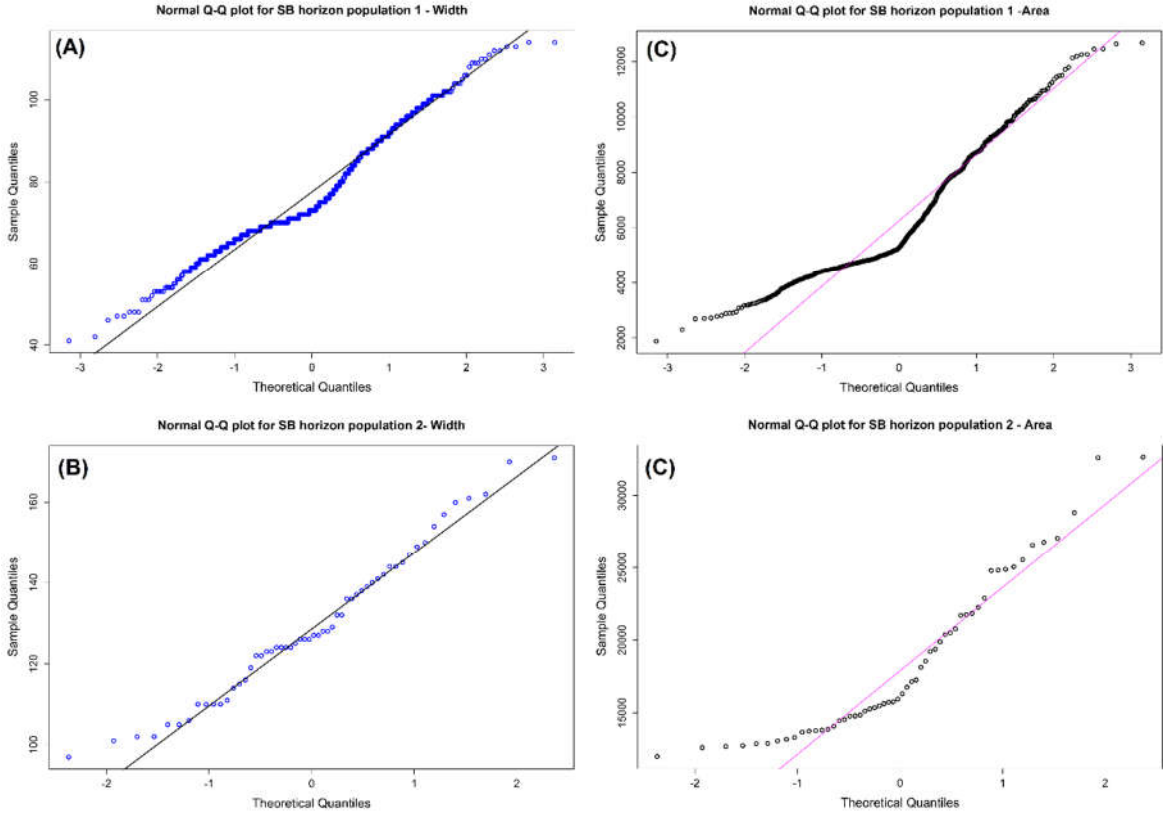 Normal Q-Q plot for SB horizon population 1 - Width
(A)
Sample Quantiles
40 60 80 100
-3 -2 -1 0 1 2 3
Theoretical Quantiles
Normal Q-Q plot for SB horizon population 1 -Area
(C)
Sample Quantiles
2000 4000 6000 8000 10000 12000
-3 -2 -1 0 1 2 3
Theoretical Quantiles
Normal Q-Q plot for SB horizon population 2- Width
(B)
Sample Quantiles
100 120 140 160
-2 -1 0 1 2
Theoretical Quantiles
Normal Q-Q plot for SB horizon population 2 - Area
(C)
Sample Quantiles
15000 20000 25000 30000
-2 -1 0 1 2
Theoretical Quantiles